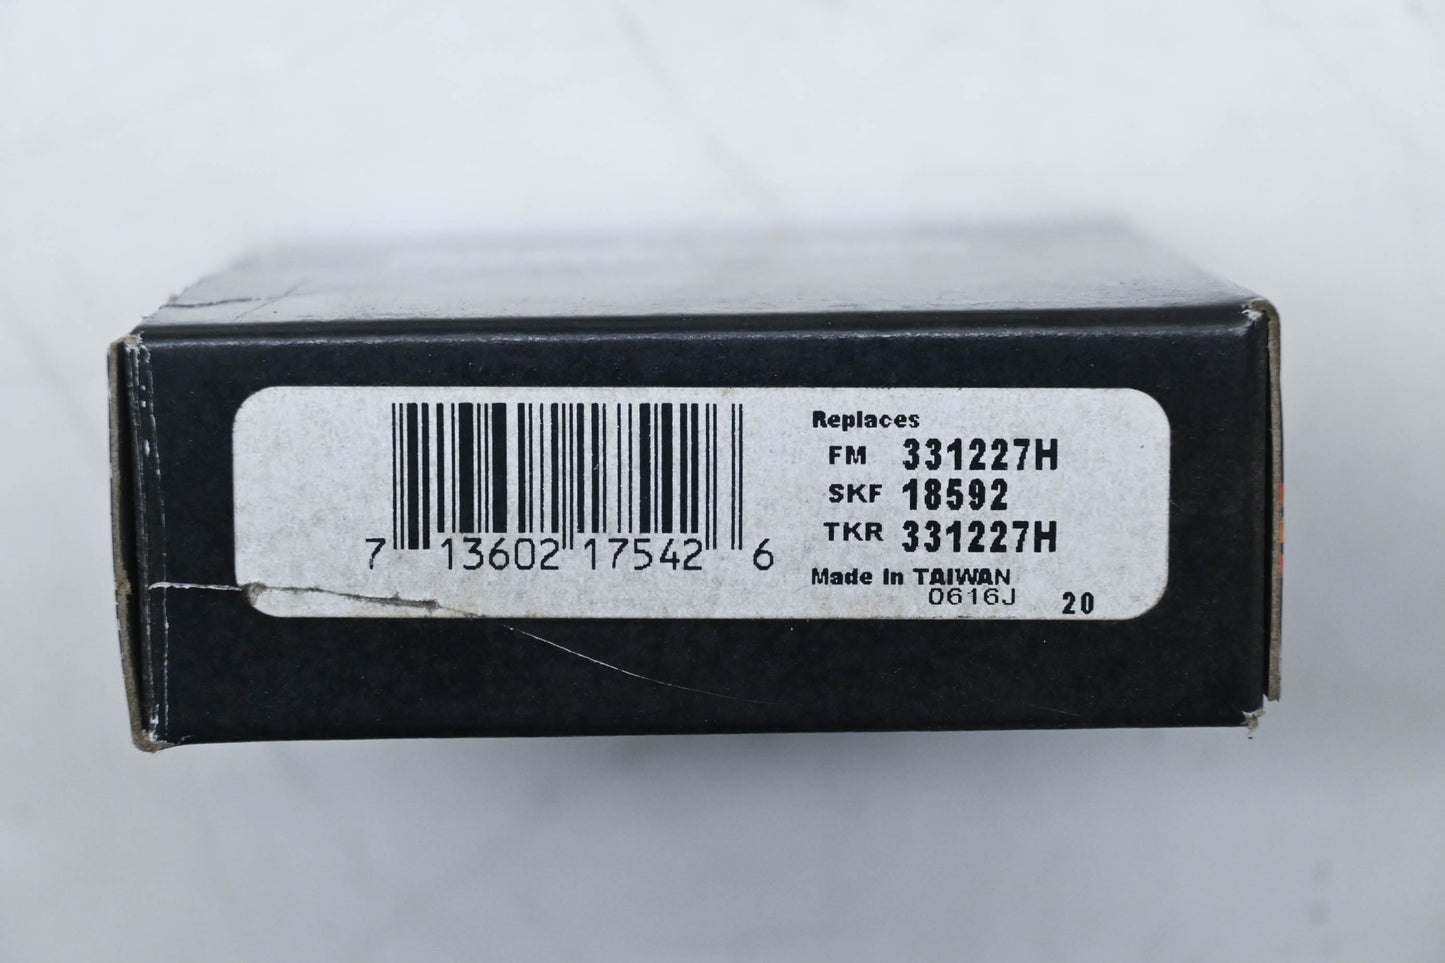 7 13602 17542 6
Replaces
FM 331227H
SKF 18592
TKR 331227H
Made In TAIWAN
0616J
20